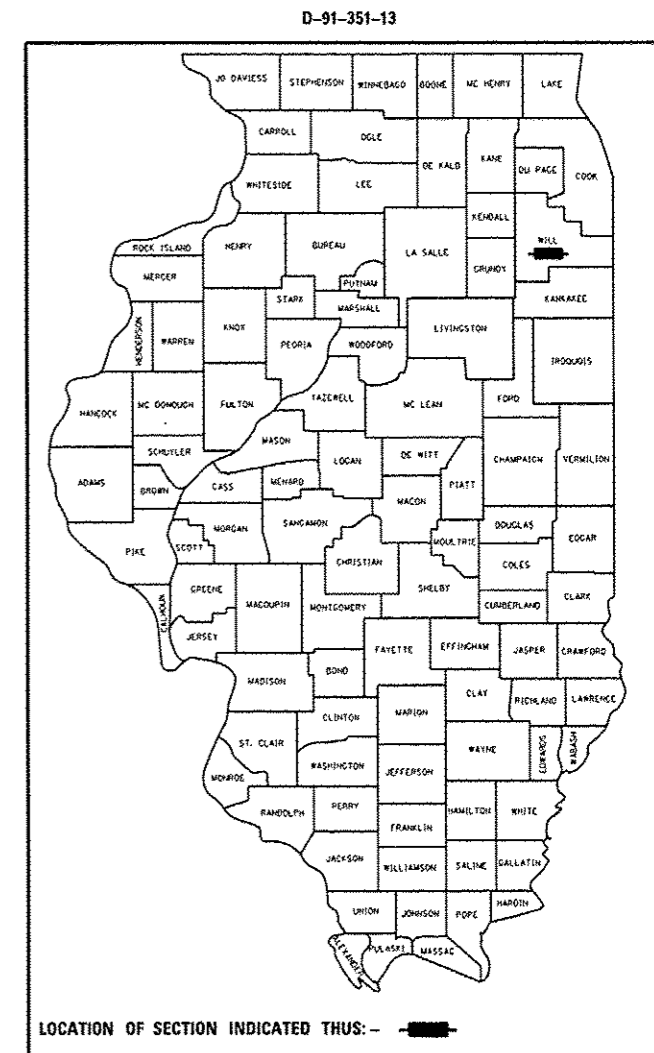 D-91-351-13
JO DAVIESS STEPHENSON WINNEBAGO BOONE MC HENRY LAKE
CARROLL OGLE DE KALB KANE DU PAGE COOK
WHITESIDE LEE KENDALL WILL
ROCK ISLAND HENRY BUREAU LA SALLE GRUNDY
MERCER PUTNAM KANKAKEE
STARK MARSHALL
HENDERSON WARREN KNOX PEORIA WOODFORD LIVINGSTON IROQUOIS
HANCOCK MC DONOUGH FULTON TAZEWELL MC LEAN FORD
SCHUYLER MASON LOGAN DE WITT CHAMPAIGN VERMILION
ADAMS BROWN CASS MENARD MACON PIATT
PIKE SCOTT MORGAN SANGAMON CHRISTIAN MOULTRIE DOUGLAS EDGAR
COLES
CALHOUN GREENE MACOUPIN MONTGOMERY SHELBY CUMBERLAND CLARK
JERSEY FAYETTE EFFINGHAM JASPER CRAWFORD
MADISON BOND CLAY RICHLAND LAWRENCE
CLINTON MARION
ST. CLAIR WASHINGTON JEFFERSON WAYNE EDWARDS WABASH
MONROE
RANDOLPH PERRY HAMILTON WHITE
FRANKLIN
JACKSON WILLIAMSON SALINE GALLATIN
UNION JOHNSON POPE HARDIN
ALEXANDER PULASKI MASSAC
LOCATION OF SECTION INDICATED THUS: -